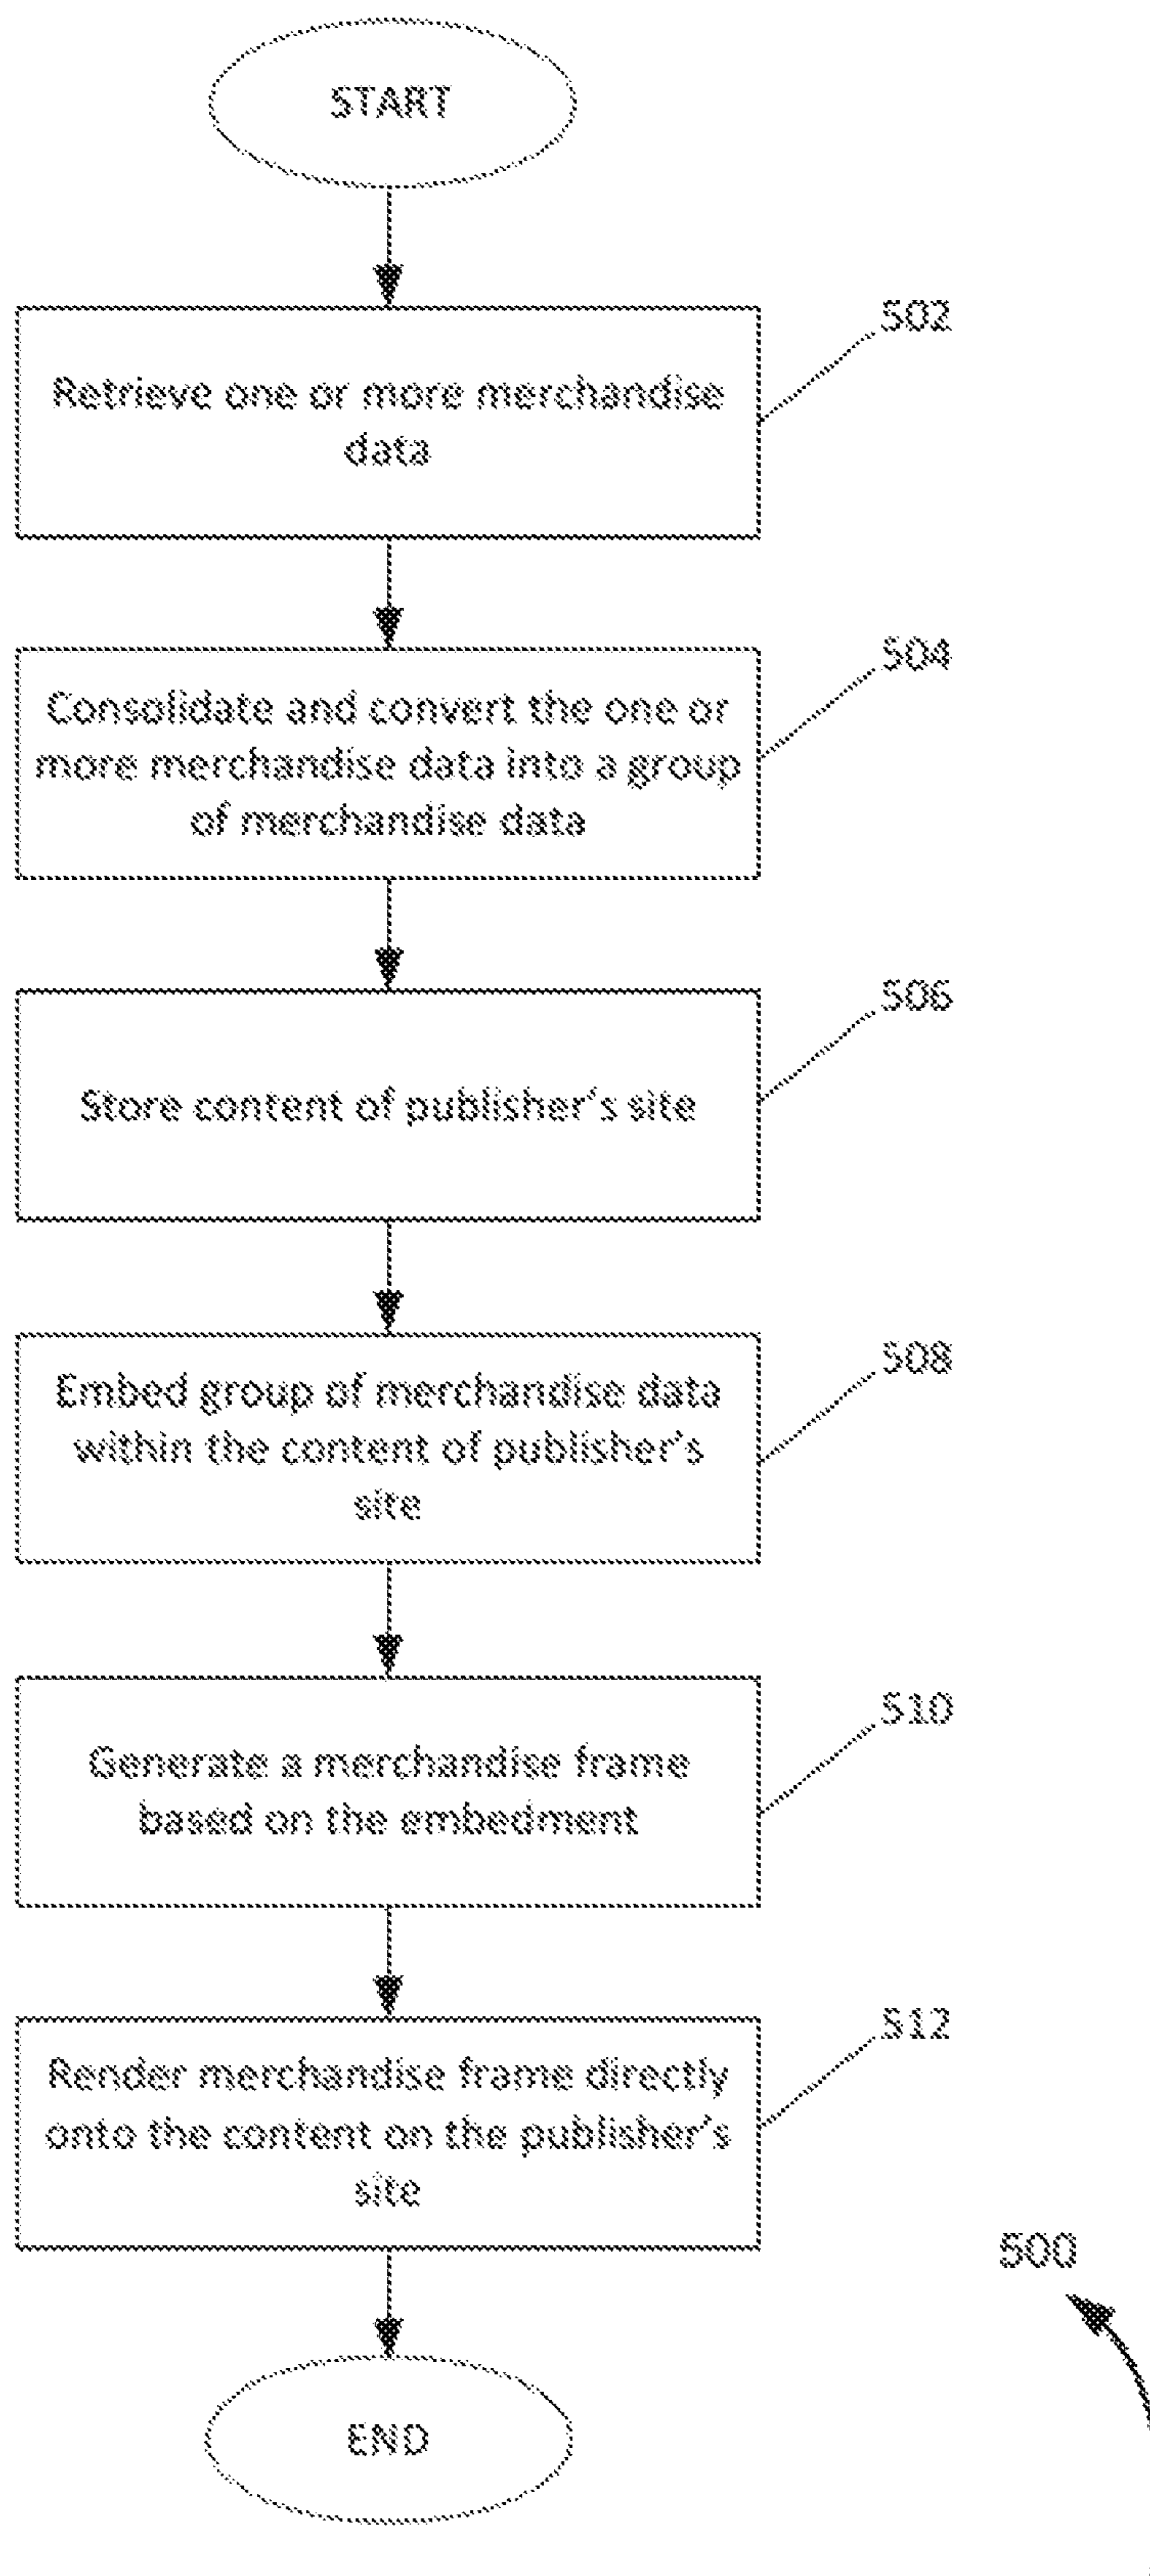 START
502
Retrieve one or more merchandise
data
504
Consolidate and convert the one or
more merchandise data into a group
of merchandise data
506
Store content of publisher's site
508
Embed group of merchandise data
within the content of publisher's
site
510
Generate a merchandise frame
based on the embedment
512
Render merchandise frame directly
onto the content on the publisher's
site
500
END